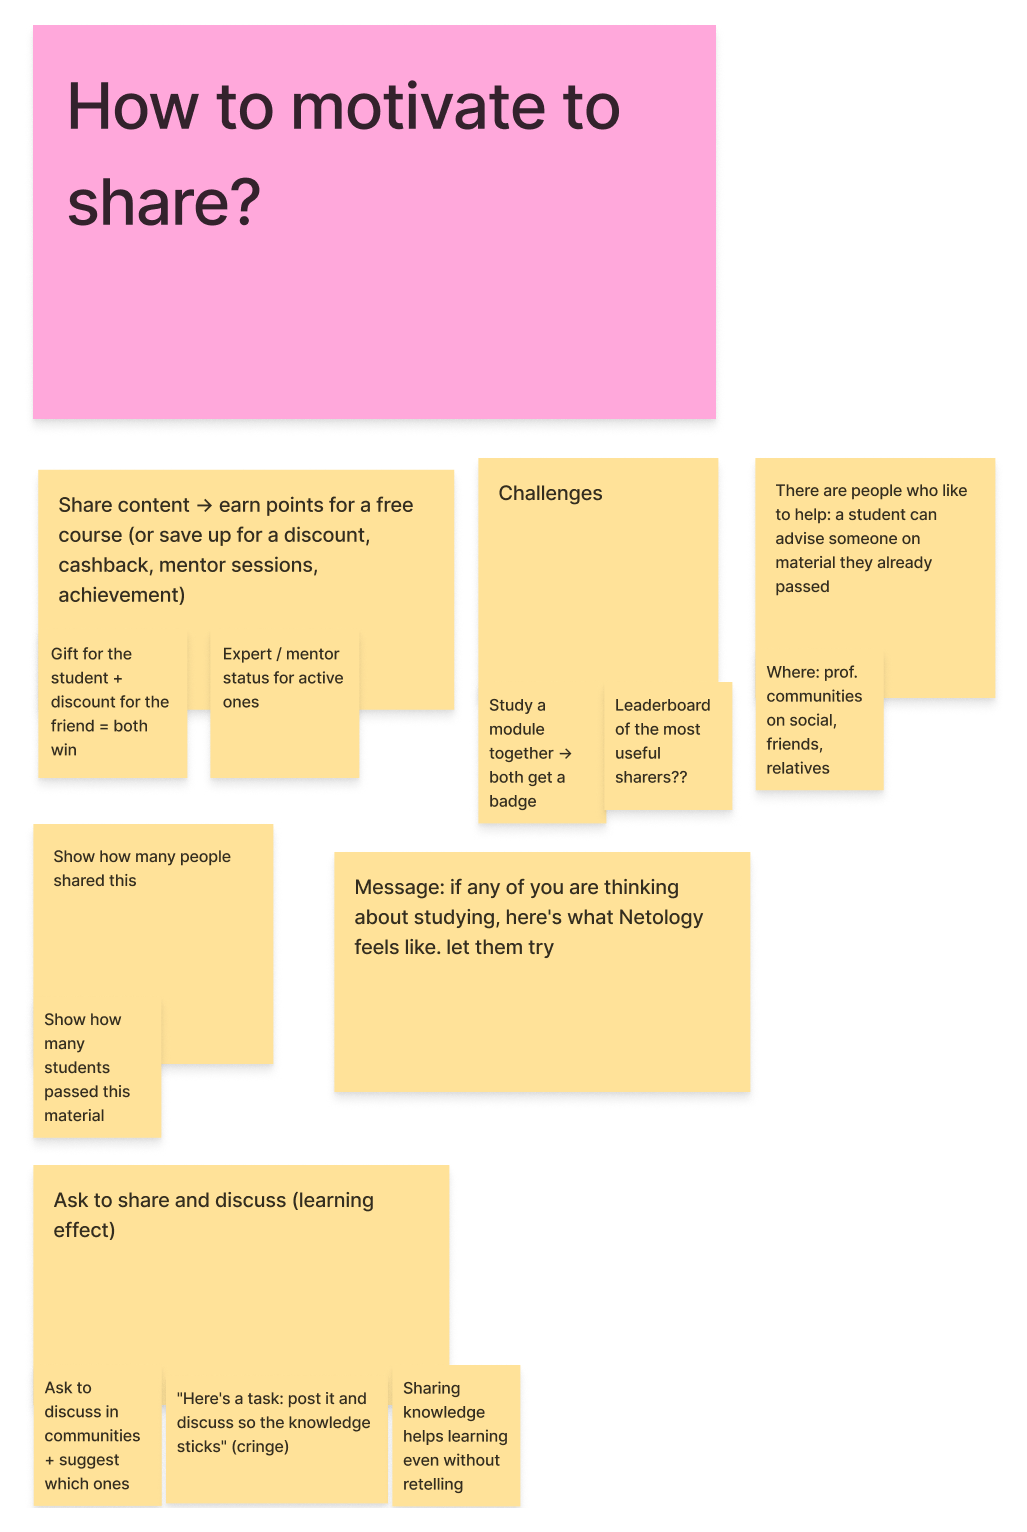 How to motivate to
share?
Share content → earn points for a free
course (or save up for a discount,
cashback, mentor sessions,
achievement)
Gift for the
student +
discount for the
friend = both
win
Expert / mentor
status for active
ones
Challenges
Study a
module
together →
both get a
badge
Leaderboard
of the most
useful
sharers??
There are people who like
to help: a student can
advise someone on
material they already
passed
Where: prof.
communities
on social,
friends,
relatives
Show how many people
shared this
Show how
many
students
passed this
material
Message: if any of you are thinking
about studying, here's what Netology
feels like. let them try
Ask to share and discuss (learning
effect)
Ask to
discuss in
communities
+ suggest
which ones
"Here's a task: post it and
discuss so the knowledge
sticks" (cringe)
Sharing
knowledge
helps learning
even without
retelling